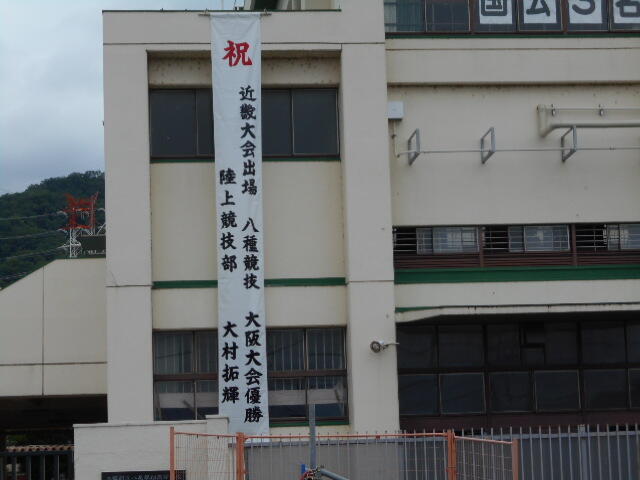 祝
近畿大会出場 八種競技 大阪大会優勝
陸上競技部 大村拓輝